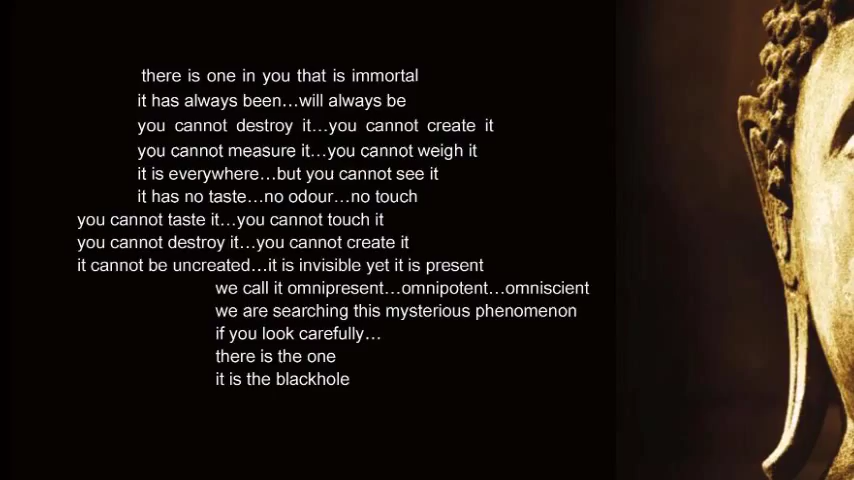 there is one in you that is immortal
it has always been...will always be
you cannot destroy it...you cannot create it
you cannot measure it...you cannot weigh it
it is everywhere...but you cannot see it
it has no taste...no odour...no touch
you cannot taste it...you cannot touch it
you cannot destroy it...you cannot create it
it cannot be uncreated...it is invisible yet it is present
we call it omnipresent...omnipotent...omniscient
we are searching this mysterious phenomenon
if you look carefully...
there is the one
it is the blackhole